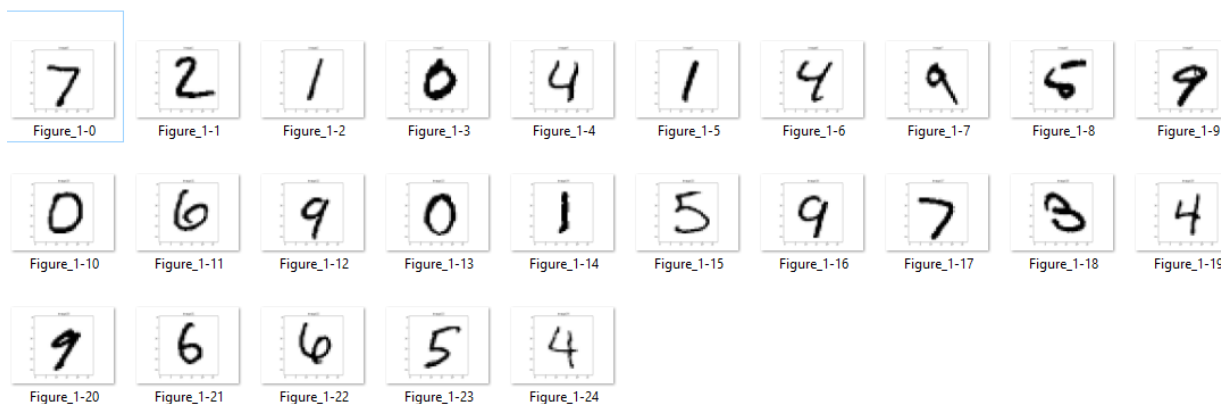 7 2 1 0 4 1 4 9 5 9
Figure_1-0 Figure_1-1 Figure_1-2 Figure_1-3 Figure_1-4 Figure_1-5 Figure_1-6 Figure_1-7 Figure_1-8 Figure_1-9
0 6 9 0 1 5 9 7 3 4
Figure_1-10 Figure_1-11 Figure_1-12 Figure_1-13 Figure_1-14 Figure_1-15 Figure_1-16 Figure_1-17 Figure_1-18 Figure_1-19
9 6 6 5 4
Figure_1-20 Figure_1-21 Figure_1-22 Figure_1-23 Figure_1-24